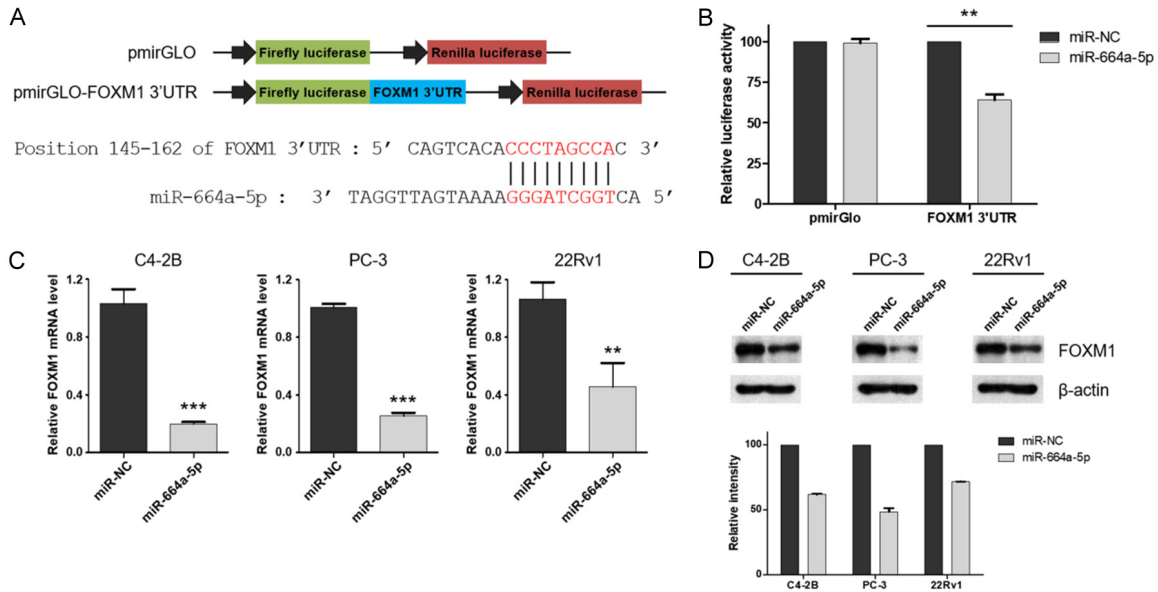 A
pmirGLO
Firefly luciferase
Renilla luciferase
pmirGLO-FOXM1 3'UTR
Firefly luciferase
FOXM1 3'UTR
Renilla luciferase
Position 145-162 of FOXM1 3'UTR : 5' CAGTCACACCCTAGCCAC 3'
miR-664a-5p : 3' TAGGTTAGTAAAAGGGATCGGTCA 5'
B
Relative luciferase activity
100
75
50
25
0
**
miR-NC
miR-664a-5p
pmirGlo
FOXM1 3'UTR
C
C4-2B
Relative FOXM1 mRNA level
1.2
0.8
0.4
0.0
***
miR-NC
miR-664a-5p
PC-3
Relative FOXM1 mRNA level
1.2
0.8
0.4
0.0
***
miR-NC
miR-664a-5p
22Rv1
Relative FOXM1 mRNA level
1.2
0.8
0.4
0.0
**
miR-NC
miR-664a-5p
D
C4-2B
PC-3
22Rv1
miR-NC
miR-664a-5p
miR-NC
miR-664a-5p
miR-NC
miR-664a-5p
FOXM1
β-actin
Relative intensity
100
50
0
miR-NC
miR-664a-5p
C4-2B
PC-3
22Rv1